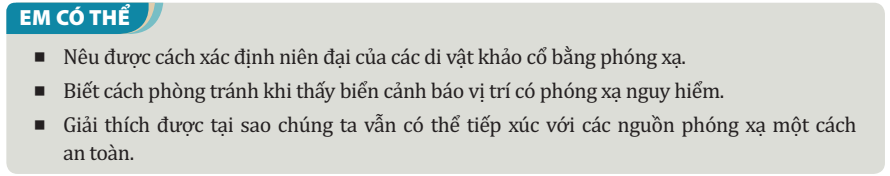 EM CÓ THỂ
▪ Nêu được cách xác định niên đại của các di vật khảo cổ bằng phóng xạ.
▪ Biết cách phòng tránh khi thấy biển cảnh báo vị trí có phóng xạ nguy hiểm.
▪ Giải thích được tại sao chúng ta vẫn có thể tiếp xúc với các nguồn phóng xạ một cách
an toàn.